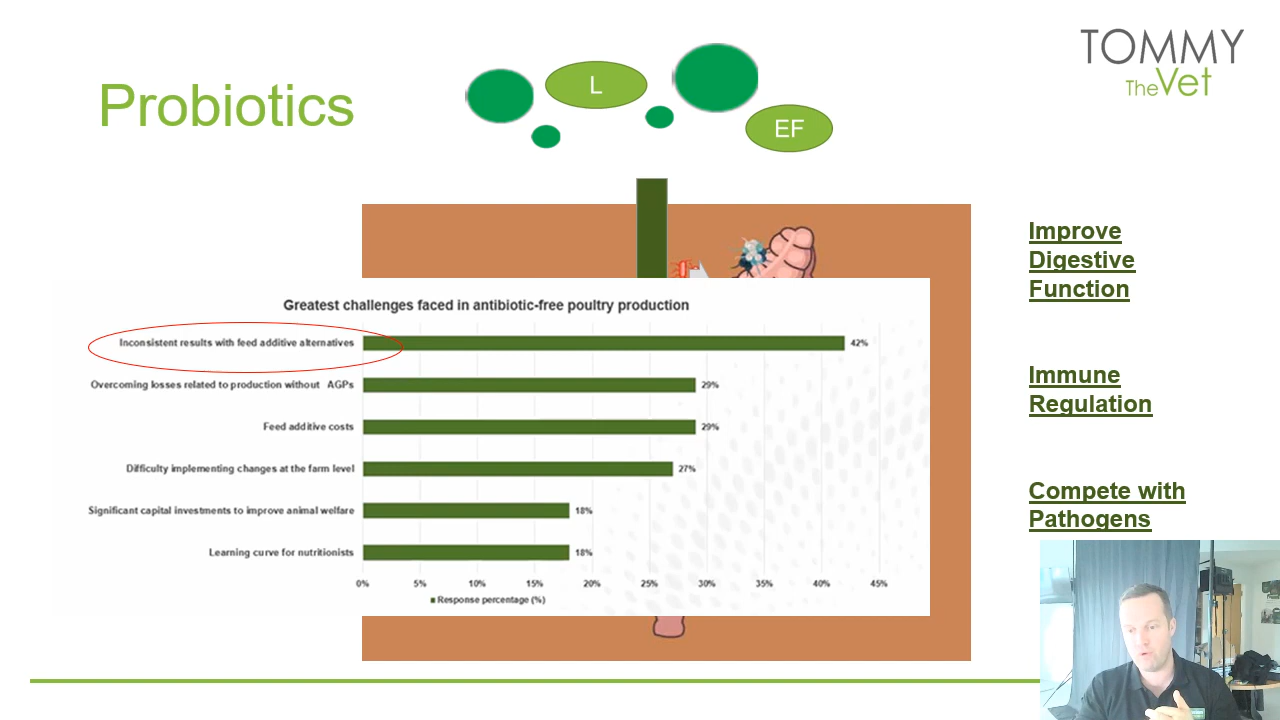 TOMMY
TheVet
Probiotics
L
EF
Improve
Digestive
Function
Immune
Regulation
Compete with
Pathogens
Greatest challenges faced in antibiotic-free poultry production
Inconsistent results with feed additive alternatives 42%
Overcoming losses related to production without AGPs 29%
Feed additive costs 29%
Difficulty implementing changes at the farm level 27%
Significant capital investments to improve animal welfare 18%
Learning curve for nutritionists 18%
0% 5% 10% 15% 20% 25% 30% 35% 40% 45%
Response percentage (%)